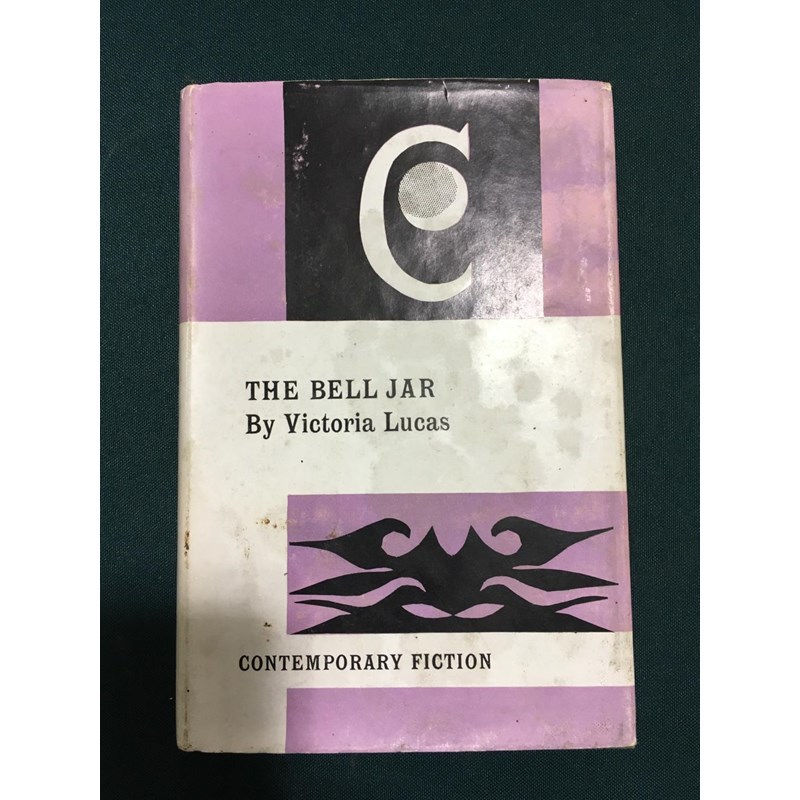 C
THE BELL JAR
By Victoria Lucas
CONTEMPORARY FICTION